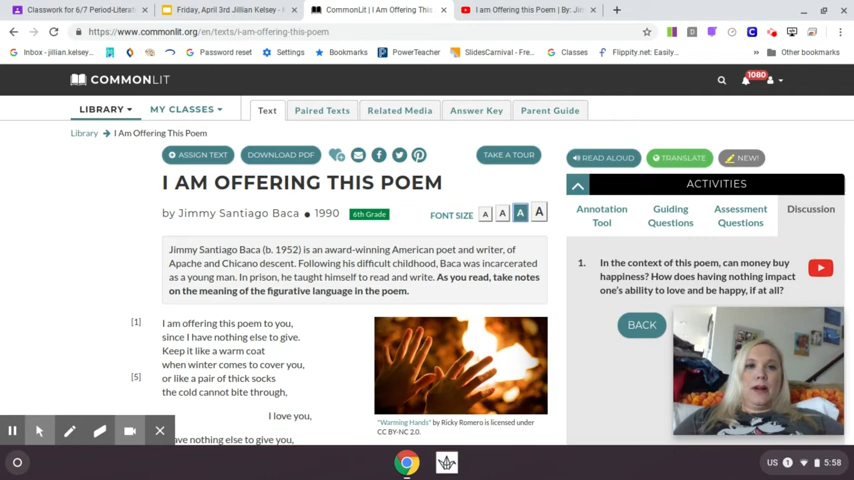 Classwork for 6/7 Period-Literat
Friday, April 3rd Jillian Kelsey -
CommonLit | I Am Offering This
I am Offering this Poem | By: Jim
https://www.commonlit.org/en/texts/i-am-offering-this-poem
Inbox - jillian.kelsey...
Password reset
Settings
Bookmarks
PowerTeacher
SlidesCarnival - Fre...
Classes
Flippity.net: Easily...
Other bookmarks
COMMONLIT
1080
LIBRARY
MY CLASSES
Text
Paired Texts
Related Media
Answer Key
Parent Guide
Library
I Am Offering This Poem
ASSIGN TEXT
DOWNLOAD PDF
TAKE A TOUR
READ ALOUD
TRANSLATE
NEW!
I AM OFFERING THIS POEM
by Jimmy Santiago Baca ● 1990
6th Grade
FONT SIZE
A A A A
Jimmy Santiago Baca (b. 1952) is an award-winning American poet and writer, of
Apache and Chicano descent. Following his difficult childhood, Baca was incarcerated
as a young man. In prison, he taught himself to read and write. As you read, take notes
on the meaning of the figurative language in the poem.
[1] I am offering this poem to you,
since I have nothing else to give.
Keep it like a warm coat
when winter comes to cover you,
[5] or like a pair of thick socks
the cold cannot bite through,
I love you,
ave nothing else to give you,
"Warming Hands" by Ricky Romero is licensed under
CC BY-NC 2.0.
ACTIVITIES
Annotation
Tool
Guiding
Questions
Assessment
Questions
Discussion
1. In the context of this poem, can money buy
happiness? How does having nothing impact
one's ability to love and be happy, if at all?
BACK
US
1
5:58